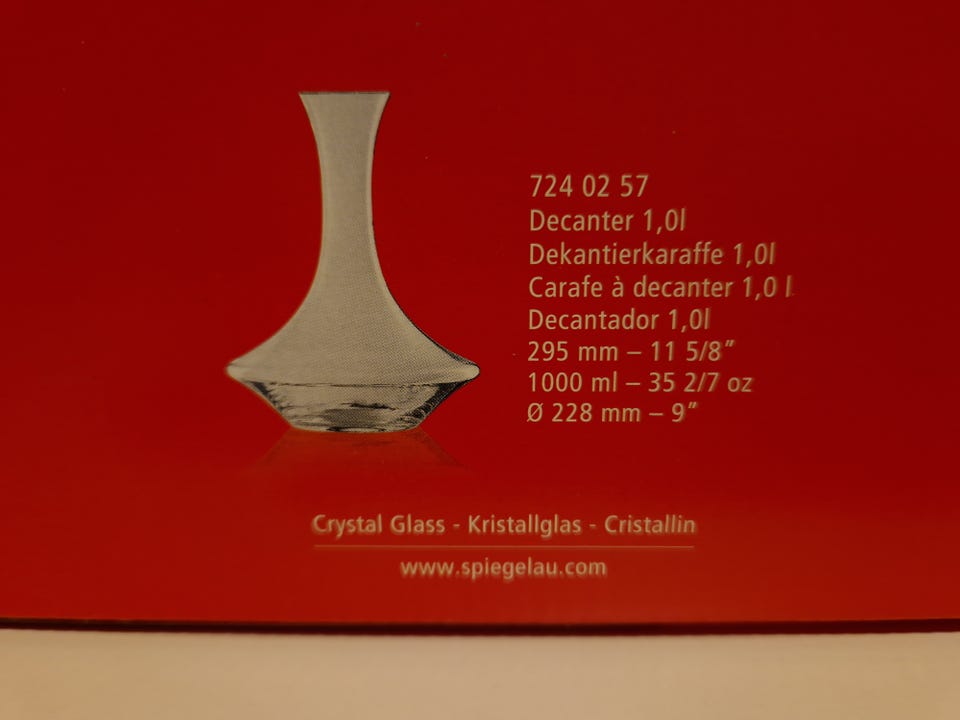 724 02 57
Decanter 1,0l
Dekantierkaraffe 1,0l
Carafe à decanter 1,0 l
Decantador 1,0l
295 mm – 11 5/8”
1000 ml – 35 2/7 oz
Ø 228 mm – 9”
Crystal Glass - Kristallglas - Cristallin
www.spiegelau.com